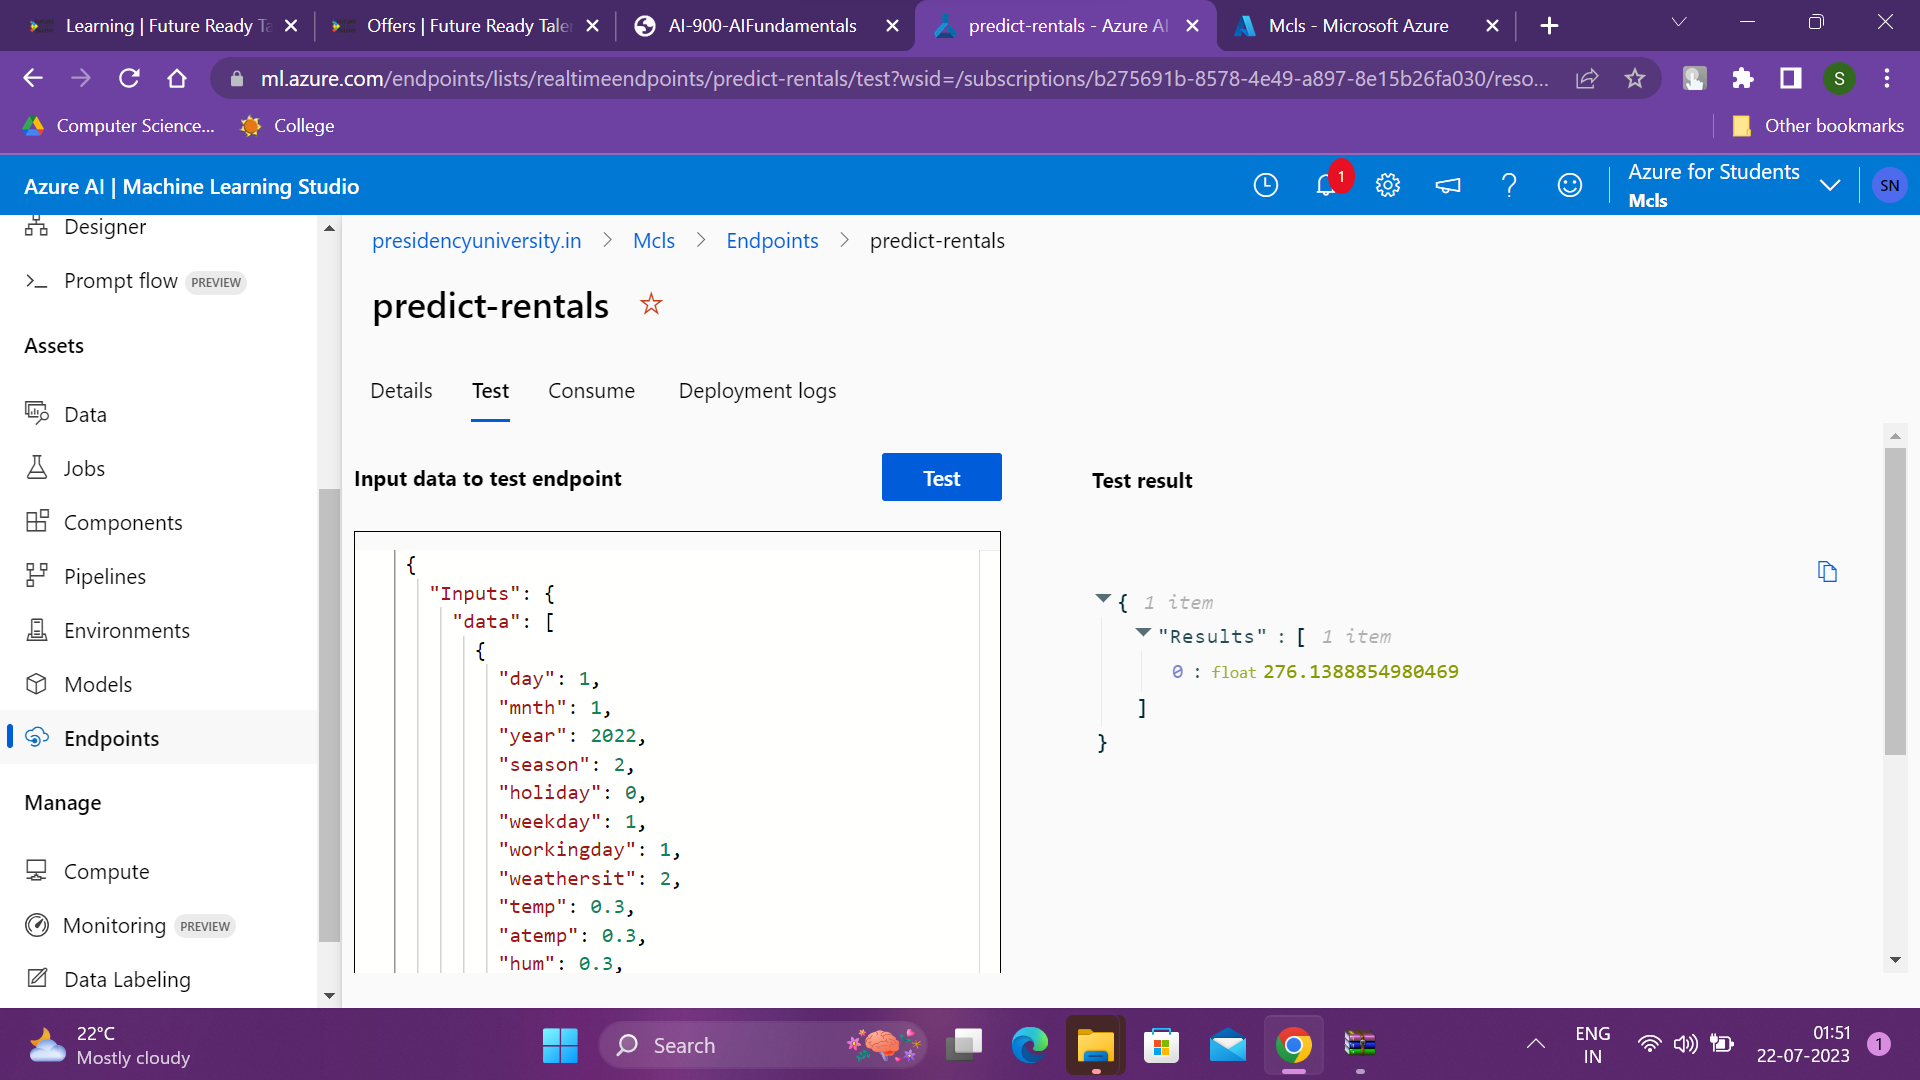 Learning | Future Ready Ta
Offers | Future Ready Talen
AI-900-AIFundamentals
predict-rentals - Azure AI
Mcls - Microsoft Azure
ml.azure.com/endpoints/lists/realtimeendpoints/predict-rentals/test?wsid=/subscriptions/b275691b-8578-4e49-a897-8e15b26fa030/reso...
S
Computer Science...
College
Other bookmarks
Azure AI | Machine Learning Studio
1
Azure for Students
Mcls
SN
Designer
Prompt flow PREVIEW
Assets
Data
Jobs
Components
Pipelines
Environments
Models
Endpoints
Manage
Compute
Monitoring PREVIEW
Data Labeling
presidencyuniversity.in > Mcls > Endpoints > predict-rentals
predict-rentals
Details Test Consume Deployment logs
Input data to test endpoint
Test
{
"Inputs": {
"data": [
{
"day": 1,
"mnth": 1,
"year": 2022,
"season": 2,
"holiday": 0,
"weekday": 1,
"workingday": 1,
"weathersit": 2,
"temp": 0.3,
"atemp": 0.3,
"hum": 0.3,
Test result
{ 1 item
"Results" : [ 1 item
0 : float 276.1388854980469
]
}
22°C
Mostly cloudy
Search
ENG
IN
01:51
22-07-2023
1